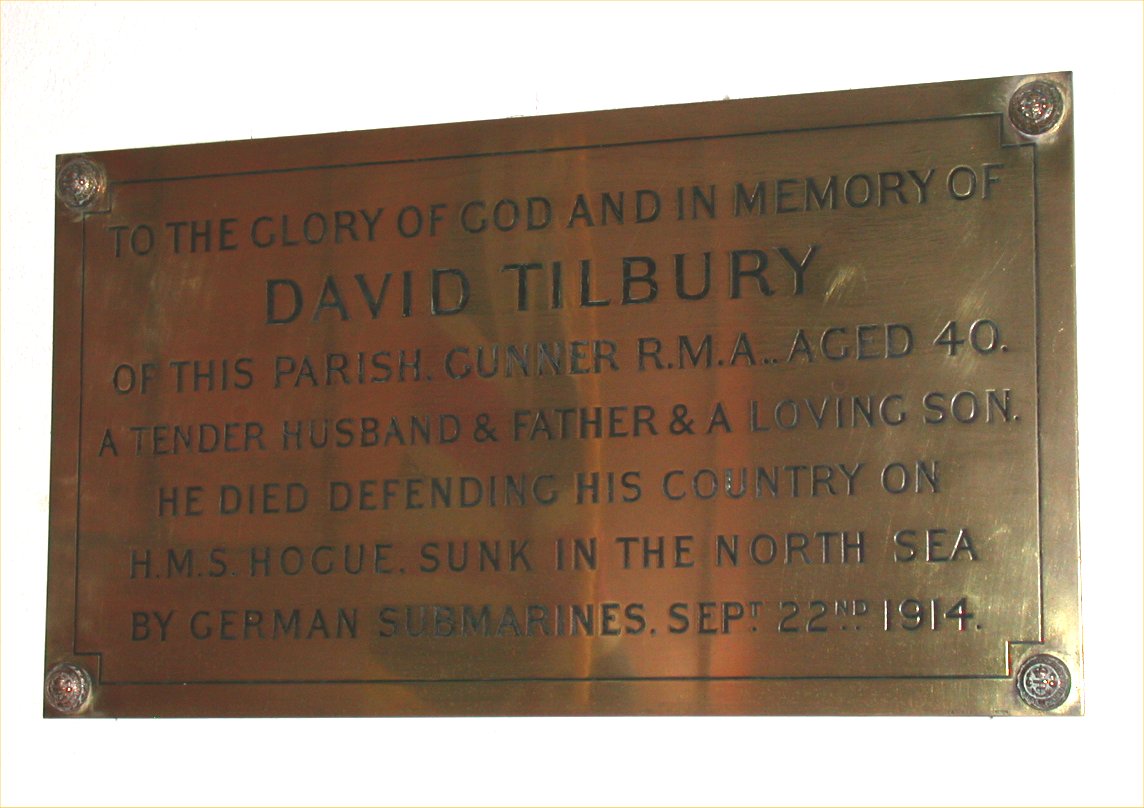 TO THE GLORY OF GOD AND IN MEMORY OF
DAVID TILBURY
OF THIS PARISH. GUNNER R.M.A.. AGED 40.
A TENDER HUSBAND & FATHER & A LOVING SON.
HE DIED DEFENDING HIS COUNTRY ON
H.M.S. HOGUE. SUNK IN THE NORTH SEA
BY GERMAN SUBMARINES. SEPT. 22ND. 1914.